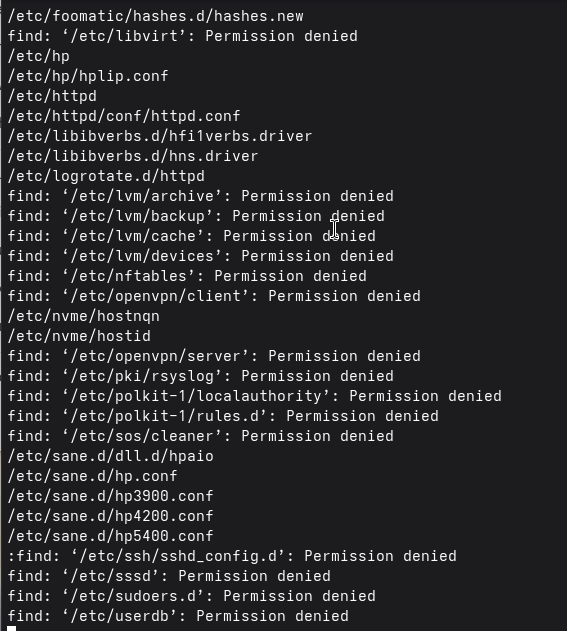 /etc/foomatic/hashes.d/hashes.new
find: ‘/etc/libvirt’: Permission denied
/etc/hp
/etc/hp/hplip.conf
/etc/httpd
/etc/httpd/conf/httpd.conf
/etc/libibverbs.d/hfi1verbs.driver
/etc/libibverbs.d/hns.driver
/etc/logrotate.d/httpd
find: ‘/etc/lvm/archive’: Permission denied
find: ‘/etc/lvm/backup’: Permission denied
find: ‘/etc/lvm/cache’: Permission denied
find: ‘/etc/lvm/devices’: Permission denied
find: ‘/etc/nftables’: Permission denied
find: ‘/etc/openvpn/client’: Permission denied
/etc/nvme/hostnqn
/etc/nvme/hostid
find: ‘/etc/openvpn/server’: Permission denied
find: ‘/etc/pki/rsyslog’: Permission denied
find: ‘/etc/polkit-1/localauthority’: Permission denied
find: ‘/etc/polkit-1/rules.d’: Permission denied
find: ‘/etc/sos/cleaner’: Permission denied
/etc/sane.d/dll.d/hpaio
/etc/sane.d/hp.conf
/etc/sane.d/hp3900.conf
/etc/sane.d/hp4200.conf
/etc/sane.d/hp5400.conf
:find: ‘/etc/ssh/sshd_config.d’: Permission denied
find: ‘/etc/sssd’: Permission denied
find: ‘/etc/sudoers.d’: Permission denied
find: ‘/etc/userdb’: Permission denied